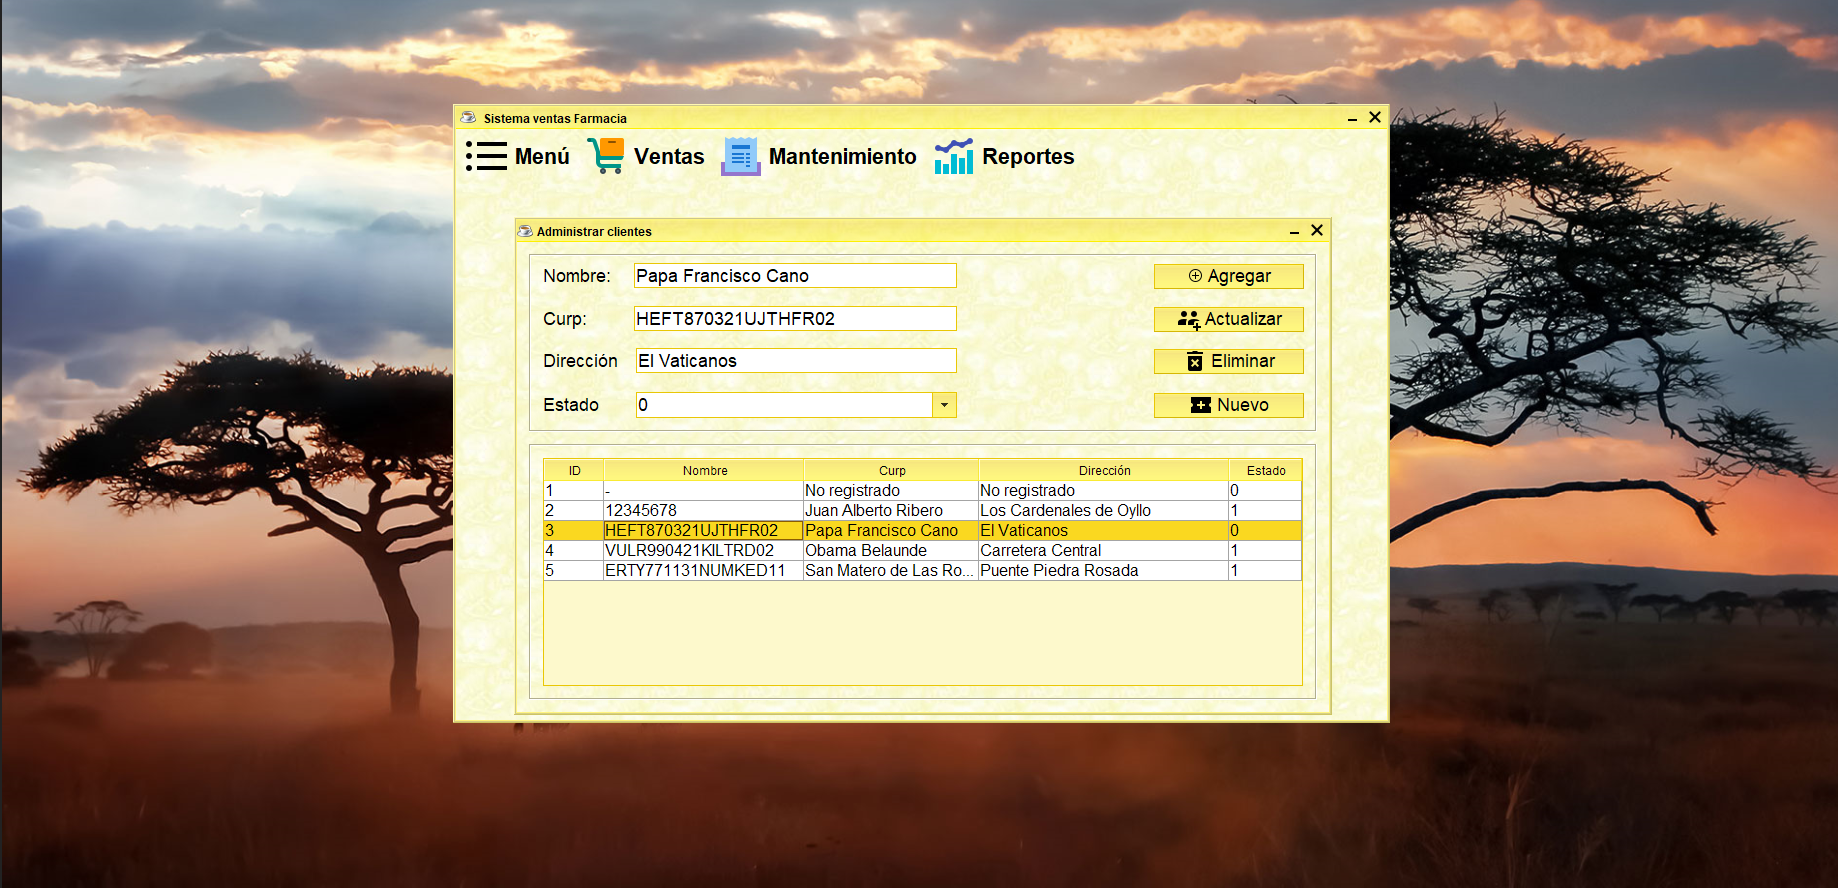 Sistema ventas Farmacia
Menú Ventas Mantenimiento Reportes
Administrar clientes
Nombre: Papa Francisco Cano Agregar
Curp: HEFT870321UJTHFR02 Actualizar
Dirección El Vaticanos Eliminar
Estado 0 Nuevo
ID Nombre Curp Dirección Estado
1 - No registrado No registrado 0
2 12345678 Juan Alberto Ribero Los Cardenales de Oyllo 1
3 HEFT870321UJTHFR02 Papa Francisco Cano El Vaticanos 0
4 VULR990421KILTRD02 Obama Belaunde Carretera Central 1
5 ERTY771131NUMKED11 San Matero de Las Ro... Puente Piedra Rosada 1